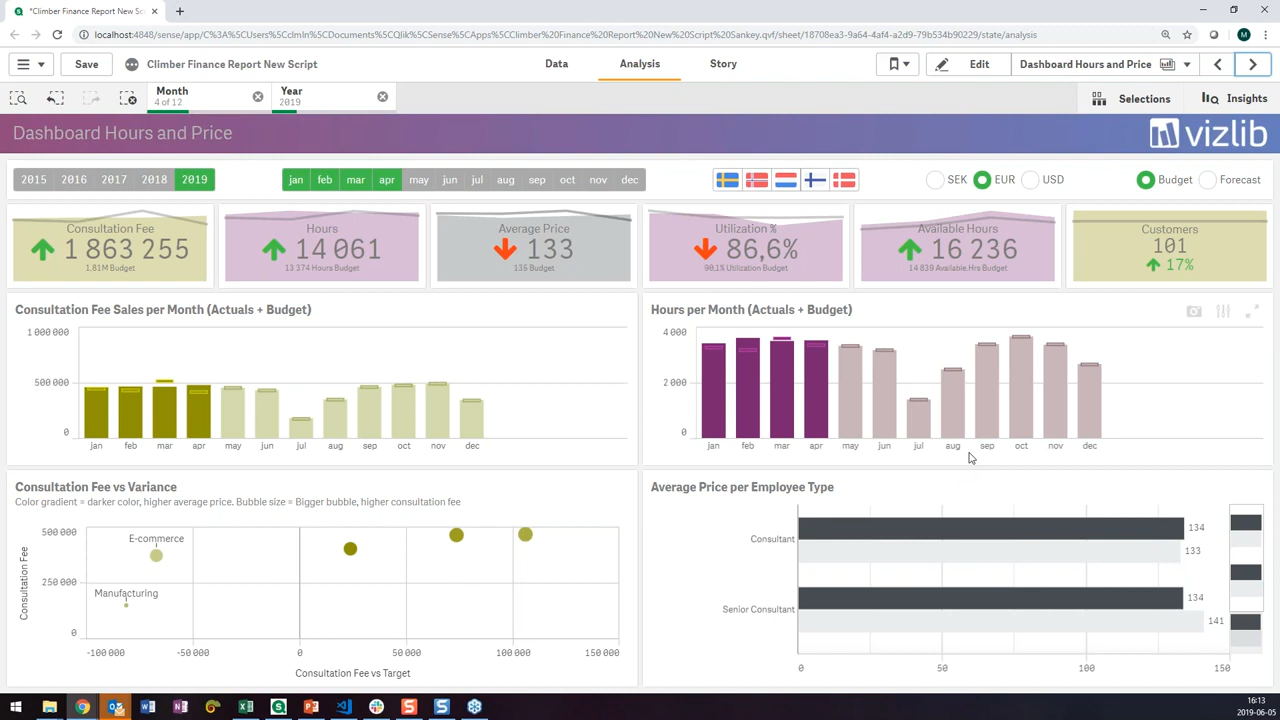 *Climber Finance Report New Scri
localhost:4848/sense/app/C%3A%5CUsers%5Cclmln%5CDocuments%5CQlik%5CSense%5CApps%5CClimber%20Finance%20Report%20New%20Script%20Sankey.qvf/sheet/18708ea3-9a64-4af4-a2d9-79b534b90229/state/analysis
M
Save
Climber Finance Report New Script
Data
Analysis
Story
Edit
Dashboard Hours and Price
Month
4 of 12
Year
2019
Selections
Insights
Dashboard Hours and Price
vizlib
2015 2016 2017 2018 2019
jan feb mar apr may jun jul aug sep oct nov dec
SEK EUR USD
Budget Forecast
Consultation Fee
1 863 255
1,81M Budget
Hours
14 061
13 374 Hours Budget
Average Price
133
135 Budget
Utilization %
86,6%
90,1% Utilization Budget
Available Hours
16 236
14 839 Available Hrs Budget
Customers
101
17%
Consultation Fee Sales per Month (Actuals + Budget)
1 000 000
500 000
0
jan feb mar apr may jun jul aug sep oct nov dec
Hours per Month (Actuals + Budget)
4 000
2 000
0
jan feb mar apr may jun jul aug sep oct nov dec
Consultation Fee vs Variance
Color gradient = darker color, higher average price. Bubble size = Bigger bubble, higher consultation fee
Consultation Fee
500 000
250 000
0
E-commerce
Manufacturing
-100 000 -50 000 0 50 000 100 000 150 000
Consultation Fee vs Target
Average Price per Employee Type
Consultant
134
133
Senior Consultant
134
141
0 50 100 150
16:13
2019-06-05